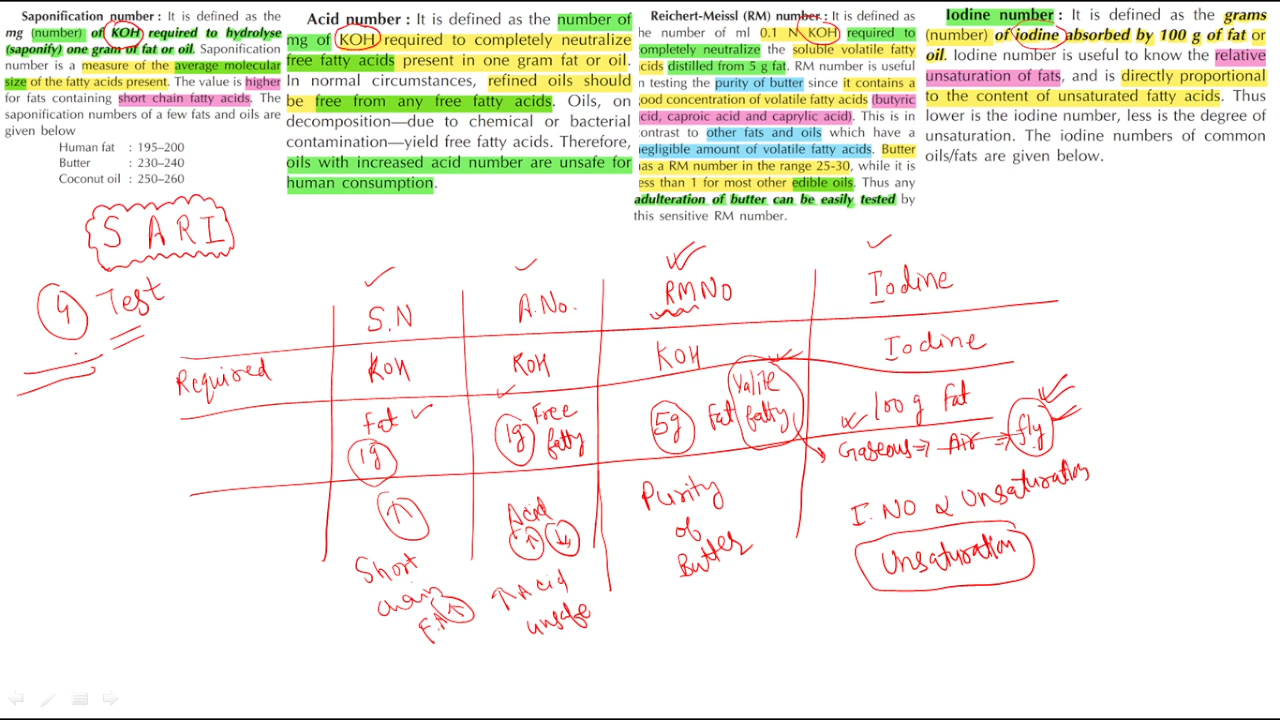 Saponification number : It is defined as the
mg (number) of KOH required to hydrolyse
(saponify) one gram of fat or oil. Saponification
number is a measure of the average molecular
size of the fatty acids present. The value is higher
for fats containing short chain fatty acids. The
saponification numbers of a few fats and oils are
given below
Human fat : 195–200
Butter : 230–240
Coconut oil : 250–260
Acid number : It is defined as the number of
mg of KOH required to completely neutralize
free fatty acids present in one gram fat or oil.
In normal circumstances, refined oils should
be free from any free fatty acids. Oils, on
decomposition—due to chemical or bacterial
contamination—yield free fatty acids. Therefore,
oils with increased acid number are unsafe for
human consumption.
Reichert-Meissl (RM) number : It is defined as
he number of ml 0.1 N KOH required to
ompletely neutralize the soluble volatile fatty
cids distilled from 5 g fat. RM number is useful
n testing the purity of butter since it contains a
ood concentration of volatile fatty acids (butyric
cid, caproic acid and caprylic acid). This is in
ontrast to other fats and oils which have a
egligible amount of volatile fatty acids. Butter
as a RM number in the range 25-30, while it is
ess than 1 for most other edible oils. Thus any
adulteration of butter can be easily tested by
this sensitive RM number.
Iodine number : It is defined as the grams
(number) of iodine absorbed by 100 g of fat or
oil. Iodine number is useful to know the relative
unsaturation of fats, and is directly proportional
to the content of unsaturated fatty acids. Thus
lower is the iodine number, less is the degree of
unsaturation. The iodine numbers of common
oils/fats are given below.
S ARI
4 Test
S.N A.No. RMNO Iodine
Required KOH KOH KOH Iodine
Fat
1g
1g Free
fatty
5g Fat fatty
100g fat
Gaseous ⇒ Air ⇒ fly
↑
Short
chain
F.A ↑
Acid
↑ ↓
↑ Acid
unsafe
Purity
of
Butter
I. NO α Unsaturation
Unsaturation